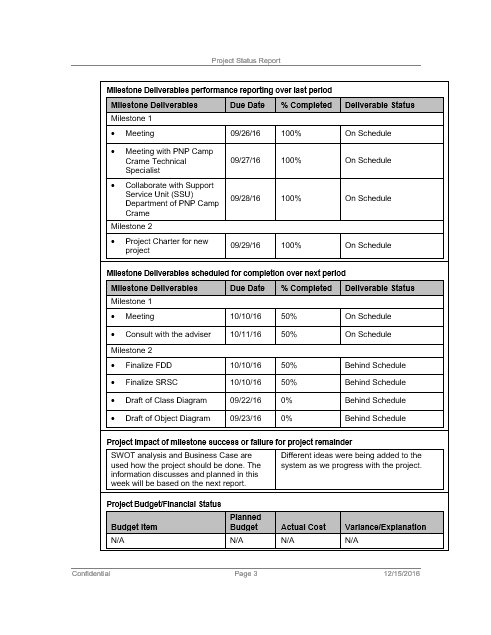 Project Status Report
Milestone Deliverables performance reporting over last period
Milestone Deliverables Due Date % Completed Deliverable Status
Milestone 1
• Meeting 09/26/16 100% On Schedule
• Meeting with PNP Camp
Crame Technical
Specialist
09/27/16 100% On Schedule
• Collaborate with Support
Service Unit (SSU)
Department of PNP Camp
Crame
09/28/16 100% On Schedule
Milestone 2
• Project Charter for new
project
09/29/16 100% On Schedule
Milestone Deliverables scheduled for completion over next period
Milestone Deliverables Due Date % Completed Deliverable Status
Milestone 1
• Meeting 10/10/16 50% On Schedule
• Consult with the adviser 10/11/16 50% On Schedule
Milestone 2
• Finalize FDD 10/10/16 50% Behind Schedule
• Finalize SRSC 10/10/16 50% Behind Schedule
• Draft of Class Diagram 09/22/16 0% Behind Schedule
• Draft of Object Diagram 09/23/16 0% Behind Schedule
Project impact of milestone success or failure for project remainder
SWOT analysis and Business Case are
used how the project should be done. The
information discusses and planned in this
week will be based on the next report.
Different ideas were being added to the
system as we progress with the project.
Project Budget/Financial Status
Budget Item
Planned
Budget
Actual Cost
Variance/Explanation
N/A N/A N/A N/A
Confidential Page 3 12/15/2016